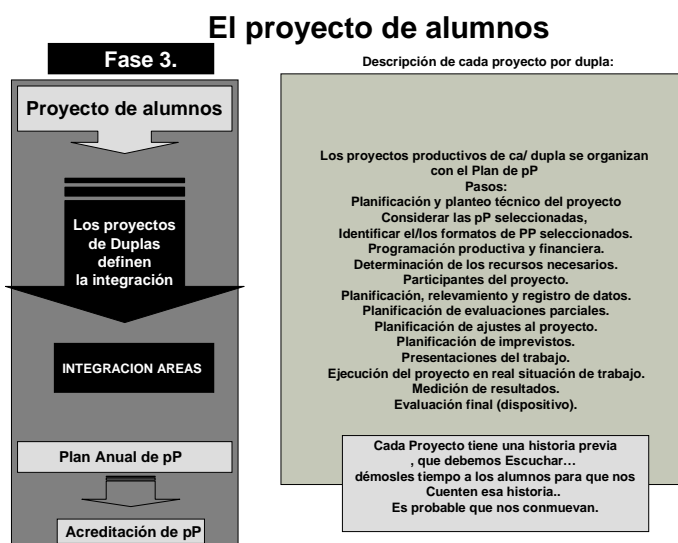 El proyecto de alumnos
Fase 3.
Proyecto de alumnos
Los proyectos
de Duplas
definen
la integración
INTEGRACION AREAS
Plan Anual de pP
Acreditación de pP
Descripción de cada proyecto por dupla:
Los proyectos productivos de ca/ dupla se organizan
con el Plan de pP
Pasos:
Planificación y planteo técnico del proyecto
Considerar las pP seleccionadas,
Identificar el/los formatos de PP seleccionados.
Programación productiva y financiera.
Determinación de los recursos necesarios.
Participantes del proyecto.
Planificación, relevamiento y registro de datos.
Planificación de evaluaciones parciales.
Planificación de ajustes al proyecto.
Planificación de imprevistos.
Presentaciones del trabajo.
Ejecución del proyecto en real situación de trabajo.
Medición de resultados.
Evaluación final (dispositivo).
Cada Proyecto tiene una historia previa
, que debemos Escuchar…
démosles tiempo a los alumnos para que nos
Cuenten esa historia..
Es probable que nos conmuevan.